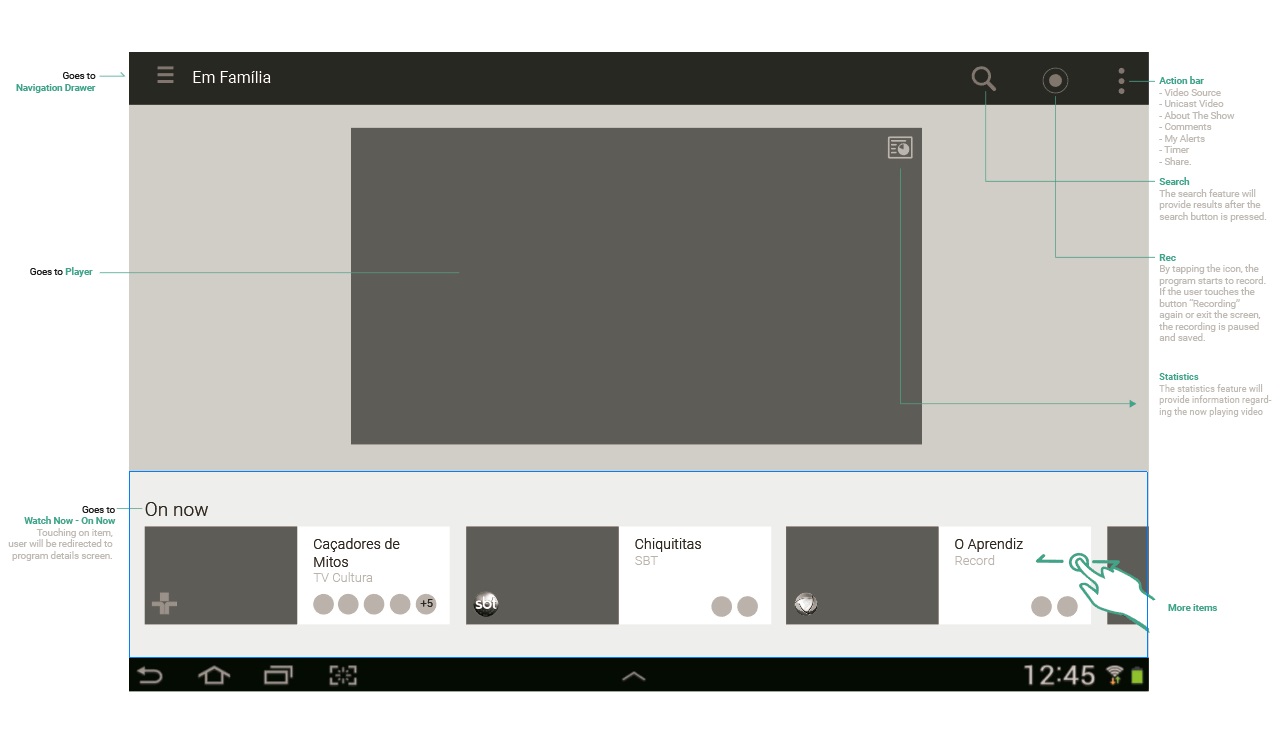 Em Família
Goes to
Navigation Drawer
Action bar
- Video Source
- Unicast Video
- About The Show
- Comments
- My Alerts
- Timer
- Share.
Search
The search feature will
provide results after the
search button is pressed.
Goes to Player
Rec
By tapping the icon, the
program starts to record.
If the user touches the
button "Recording"
again or exit the screen,
the recording is paused
and saved.
Statistics
The statistics feature will
provide information regard-
ing the now playing video
Goes to
Watch Now - On Now
Touching on item,
user will be redirected to
program details screen.
On now
Caçadores de
Mitos
TV Cultura
+5
sbt
Chiquititas
SBT
O Aprendiz
Record
More items
12:45